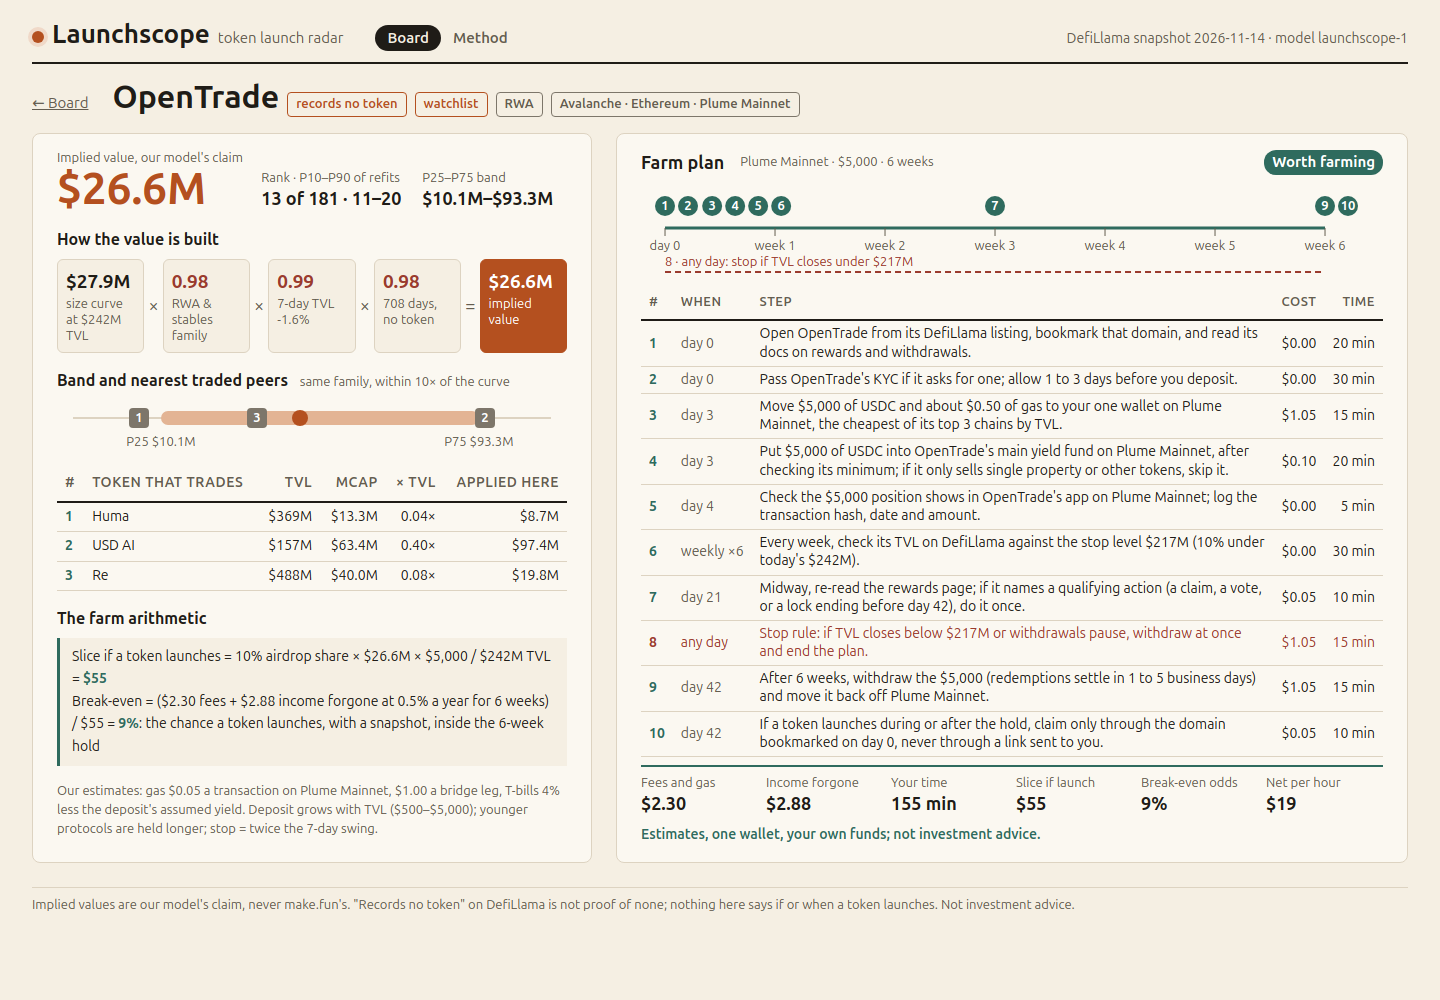 Launchscope token launch radar Board Method DefiLlama snapshot 2026-11-14 · model launchscope-1
← Board OpenTrade records no token watchlist RWA Avalanche · Ethereum · Plume Mainnet
Implied value, our model's claim
$26.6M
Rank · P10–P90 of refits
13 of 181 · 11–20
P25–P75 band
$10.1M–$93.3M
How the value is built
$27.9M
size curve
at $242M
TVL
×
0.98
RWA &
stables
family
×
0.99
7-day TVL
-1.6%
×
0.98
708 days,
no token
=
$26.6M
implied
value
Band and nearest traded peers same family, within 10× of the curve
1 3 2
P25 $10.1M P75 $93.3M
# TOKEN THAT TRADES TVL MCAP × TVL APPLIED HERE
1 Huma $369M $13.3M 0.04× $8.7M
2 USD AI $157M $63.4M 0.40× $97.4M
3 Re $488M $40.0M 0.08× $19.8M
The farm arithmetic
Slice if a token launches = 10% airdrop share × $26.6M × $5,000 / $242M TVL
= $55
Break-even = ($2.30 fees + $2.88 income forgone at 0.5% a year for 6 weeks)
/ $55 = 9%: the chance a token launches, with a snapshot, inside the 6-week
hold
Our estimates: gas $0.05 a transaction on Plume Mainnet, $1.00 a bridge leg, T-bills 4%
less the deposit's assumed yield. Deposit grows with TVL ($500–$5,000); younger
protocols are held longer; stop = twice the 7-day swing.
Farm plan Plume Mainnet · $5,000 · 6 weeks Worth farming
1 2 3 4 5 6 7 9 10
day 0 week 1 week 2 week 3 week 4 week 5 week 6
8 · any day: stop if TVL closes under $217M
# WHEN STEP COST TIME
1 day 0 Open OpenTrade from its DefiLlama listing, bookmark that domain, and read its $0.00 20 min
docs on rewards and withdrawals.
2 day 0 Pass OpenTrade's KYC if it asks for one; allow 1 to 3 days before you deposit. $0.00 30 min
3 day 3 Move $5,000 of USDC and about $0.50 of gas to your one wallet on Plume $1.05 15 min
Mainnet, the cheapest of its top 3 chains by TVL.
4 day 3 Put $5,000 of USDC into OpenTrade's main yield fund on Plume Mainnet, after $0.10 20 min
checking its minimum; if it only sells single property or other tokens, skip it.
5 day 4 Check the $5,000 position shows in OpenTrade's app on Plume Mainnet; log the $0.00 5 min
transaction hash, date and amount.
6 weekly ×6 Every week, check its TVL on DefiLlama against the stop level $217M (10% under $0.00 30 min
today's $242M).
7 day 21 Midway, re-read the rewards page; if it names a qualifying action (a claim, a vote, $0.05 10 min
or a lock ending before day 42), do it once.
8 any day Stop rule: if TVL closes below $217M or withdrawals pause, withdraw at once $1.05 15 min
and end the plan.
9 day 42 After 6 weeks, withdraw the $5,000 (redemptions settle in 1 to 5 business days) $1.05 15 min
and move it back off Plume Mainnet.
10 day 42 If a token launches during or after the hold, claim only through the domain $0.05 10 min
bookmarked on day 0, never through a link sent to you.
Fees and gas Income forgone Your time Slice if launch Break-even odds Net per hour
$2.30 $2.88 155 min $55 9% $19
Estimates, one wallet, your own funds; not investment advice.
Implied values are our model's claim, never make.fun's. "Records no token" on DefiLlama is not proof of none; nothing here says if or when a token launches. Not investment advice.